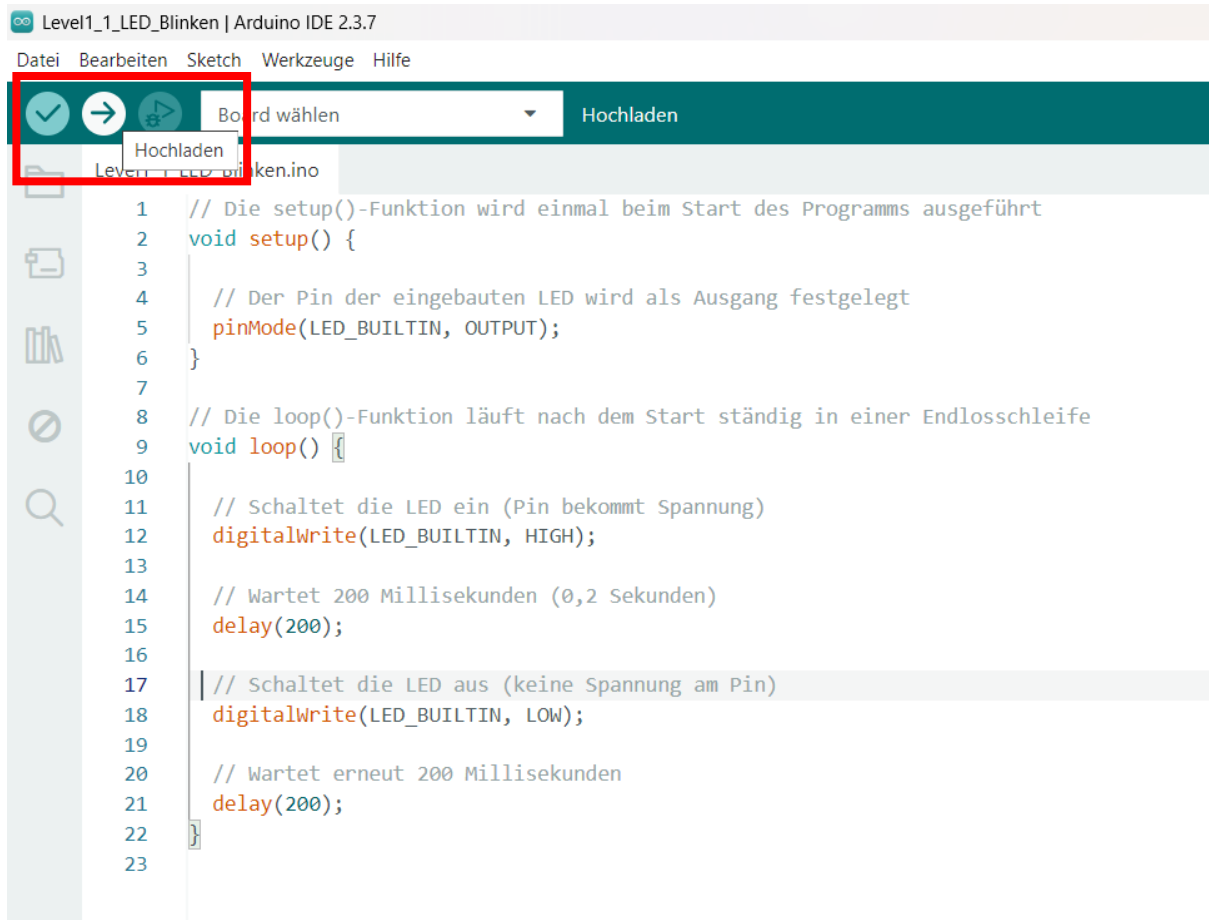 Level1_1_LED_Blinken | Arduino IDE 2.3.7
Datei Bearbeiten Sketch Werkzeuge Hilfe
Board wählen Hochladen
Hochladen
Level1_1_LED_Blinken.ino
1 // Die setup()-Funktion wird einmal beim Start des Programms ausgeführt
2 void setup() {
3
4 // Der Pin der eingebauten LED wird als Ausgang festgelegt
5 pinMode(LED_BUILTIN, OUTPUT);
6 }
7
8 // Die loop()-Funktion läuft nach dem Start ständig in einer Endlosschleife
9 void loop() {
10
11 // Schaltet die LED ein (Pin bekommt Spannung)
12 digitalWrite(LED_BUILTIN, HIGH);
13
14 // Wartet 200 Millisekunden (0,2 Sekunden)
15 delay(200);
16
17 // Schaltet die LED aus (keine Spannung am Pin)
18 digitalWrite(LED_BUILTIN, LOW);
19
20 // Wartet erneut 200 Millisekunden
21 delay(200);
22 }
23